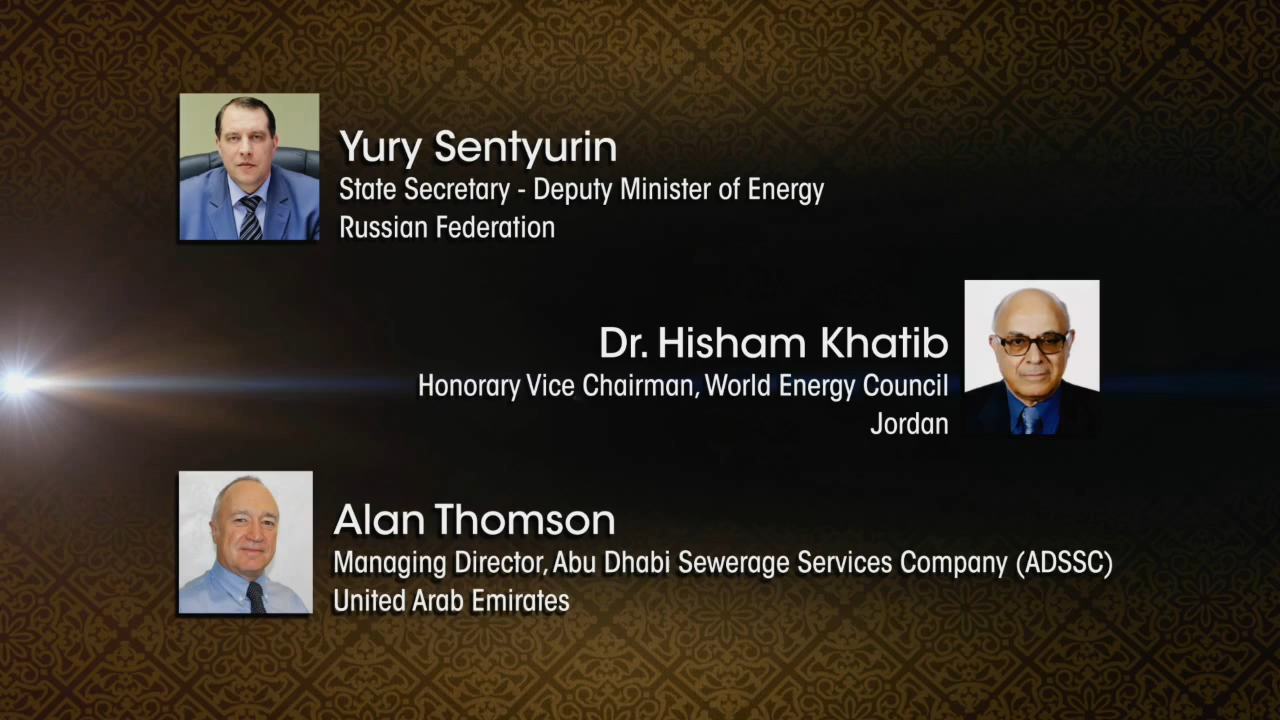 Yury Sentyurin
State Secretary - Deputy Minister of Energy
Russian Federation
Dr. Hisham Khatib
Honorary Vice Chairman, World Energy Council
Jordan
Alan Thomson
Managing Director, Abu Dhabi Sewerage Services Company (ADSSC)
United Arab Emirates